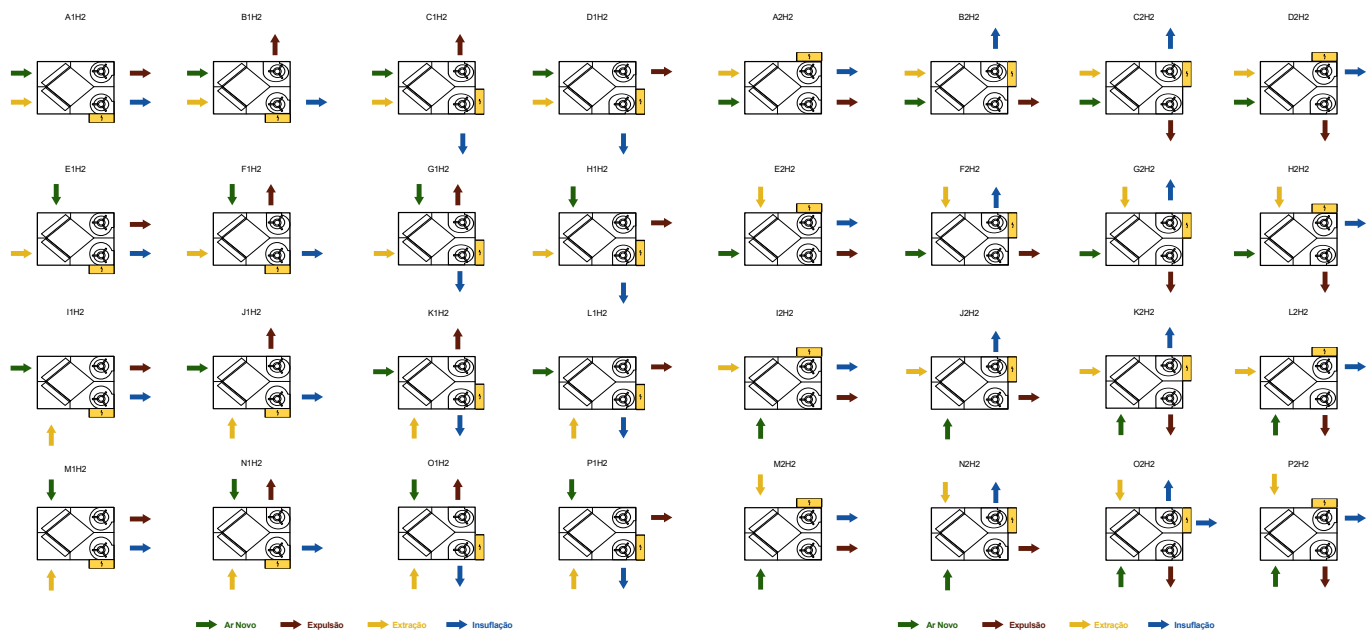 A1H2 B1H2 C1H2 D1H2 A2H2 B2H2 C2H2 D2H2
E1H2 F1H2 G1H2 H1H2 E2H2 F2H2 G2H2 H2H2
I1H2 J1H2 K1H2 L1H2 I2H2 J2H2 K2H2 L2H2
M1H2 N1H2 O1H2 P1H2 M2H2 N2H2 O2H2 P2H2
Ar Novo Expulsão Extração Insuflação Ar Novo Expulsão Extração Insuflação